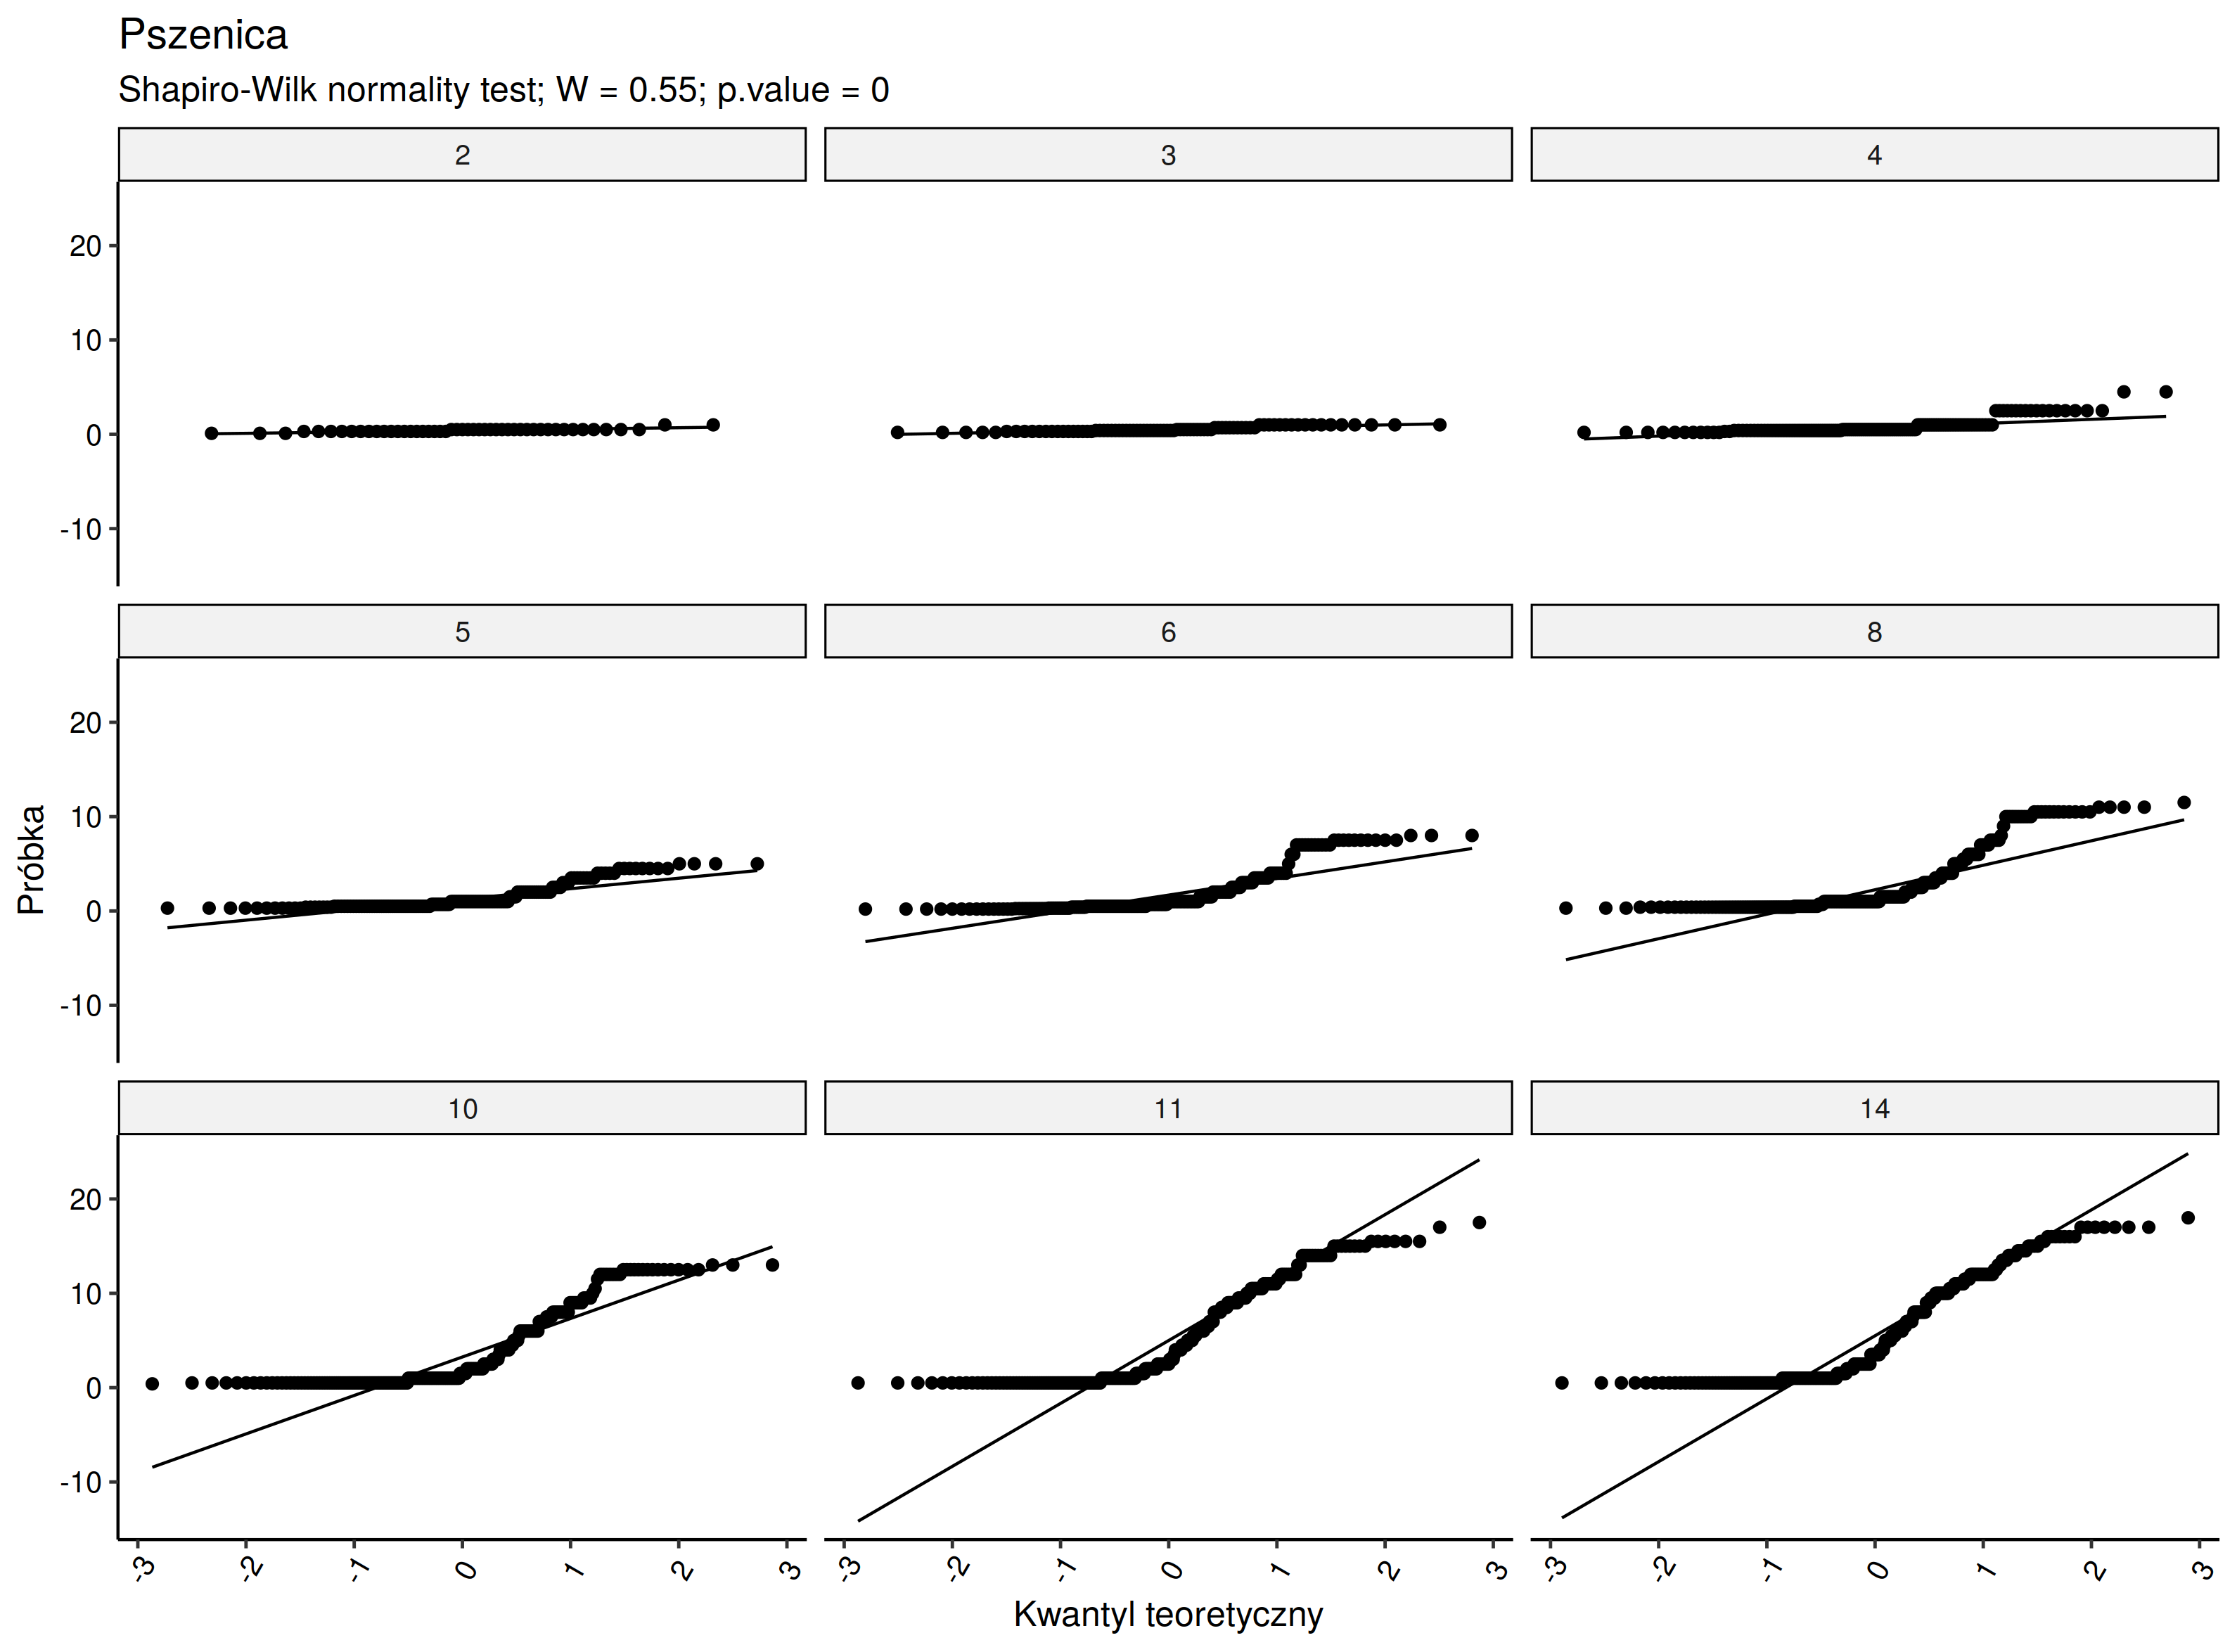 Pszenica
Shapiro-Wilk normality test; W = 0.55; p.value = 0
2 3 4
20
10
0
-10
5 6 8
20
10
0
-10
Próbka
10 11 14
20
10
0
-10
-3 -2 -1 0 1 2 3 -3 -2 -1 0 1 2 3 -3 -2 -1 0 1 2 3
Kwantyl teoretyczny